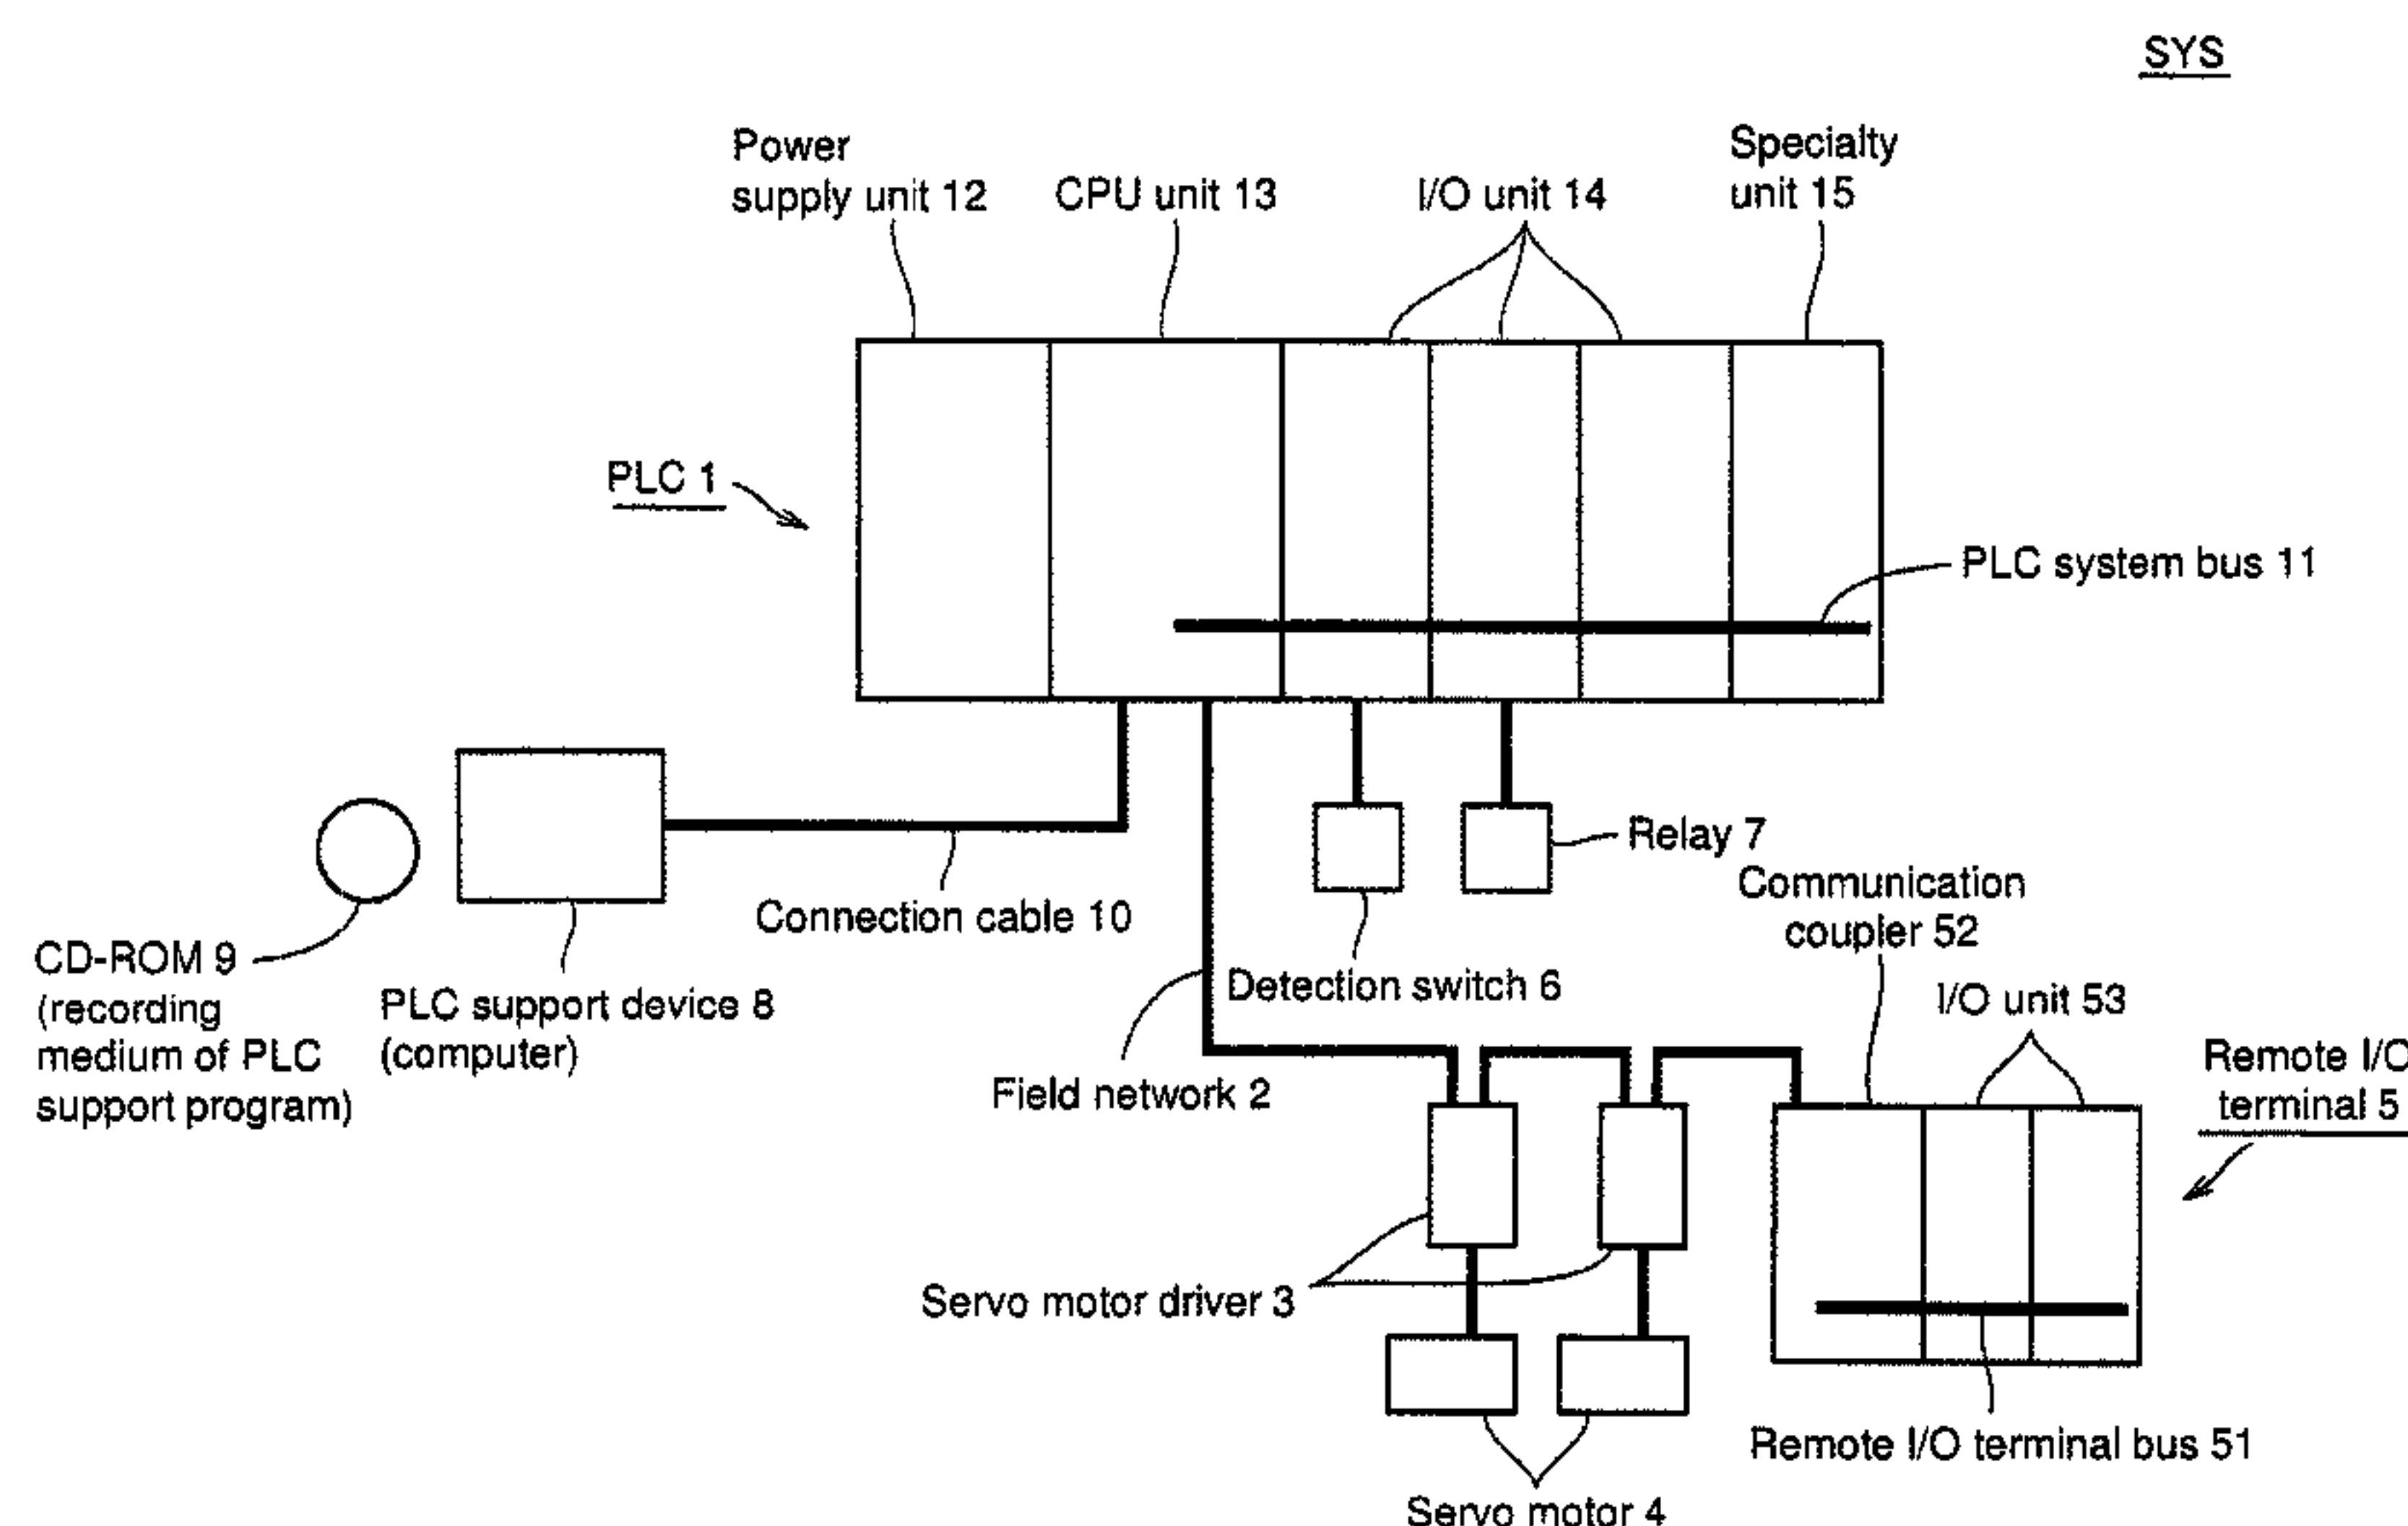 SYS
Power
supply unit 12
CPU unit 13
I/O unit 14
Specialty
unit 15
PLC 1
PLC system bus 11
Relay 7
Communication
coupler 52
Connection cable 10
CD-ROM 9
(recording
medium of PLC
support program)
PLC support device 8
(computer)
Detection switch 6
I/O unit 53
Field network 2
Remote I/O
terminal 5
Servo motor driver 3
Remote I/O terminal bus 51
Servo motor 4